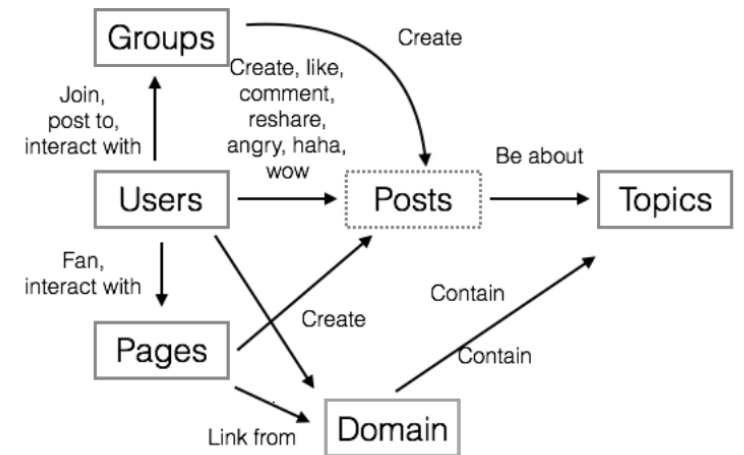 Groups
Create
Create, like,
comment,
reshare,
angry, haha,
wow
Join,
post to,
interact with
Be about
Users
Posts
Topics
Fan,
interact with
Contain
Create
Pages
Contain
Link from
Domain